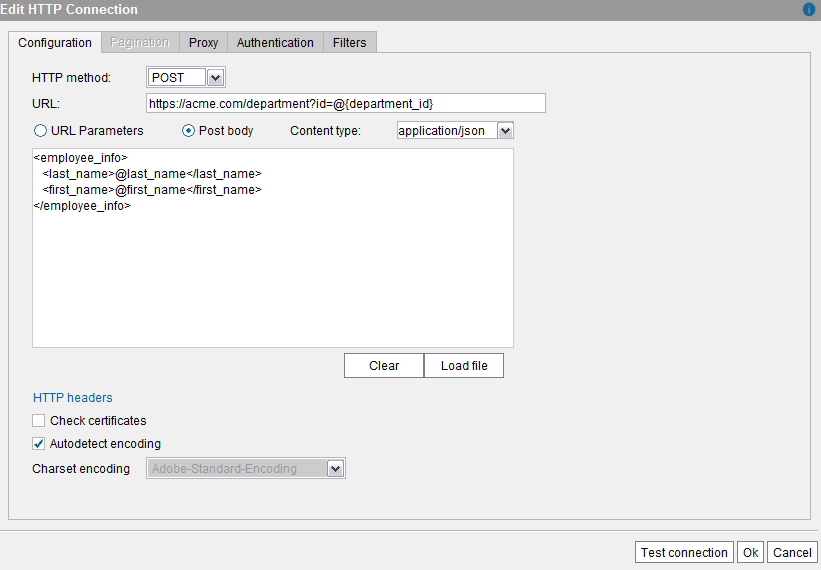 Edit HTTP Connection
Configuration Pagination Proxy Authentication Filters
HTTP method: POST
URL: https://acme.com/department?id=@{department_id}
URL Parameters Post body Content type: application/json
<employee_info>
<last_name>@last_name</last_name>
<first_name>@first_name</first_name>
</employee_info>
Clear Load file
HTTP headers
Check certificates
Autodetect encoding
Charset encoding Adobe-Standard-Encoding
Test connection Ok Cancel